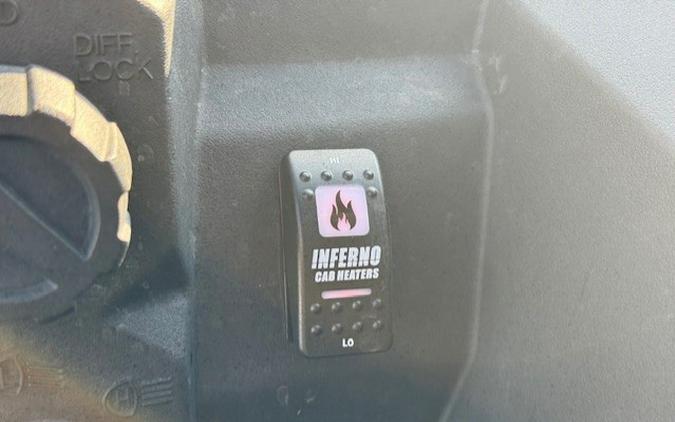 DIFF
LOCK
HI
INFERNO
CAB HEATERS
LO